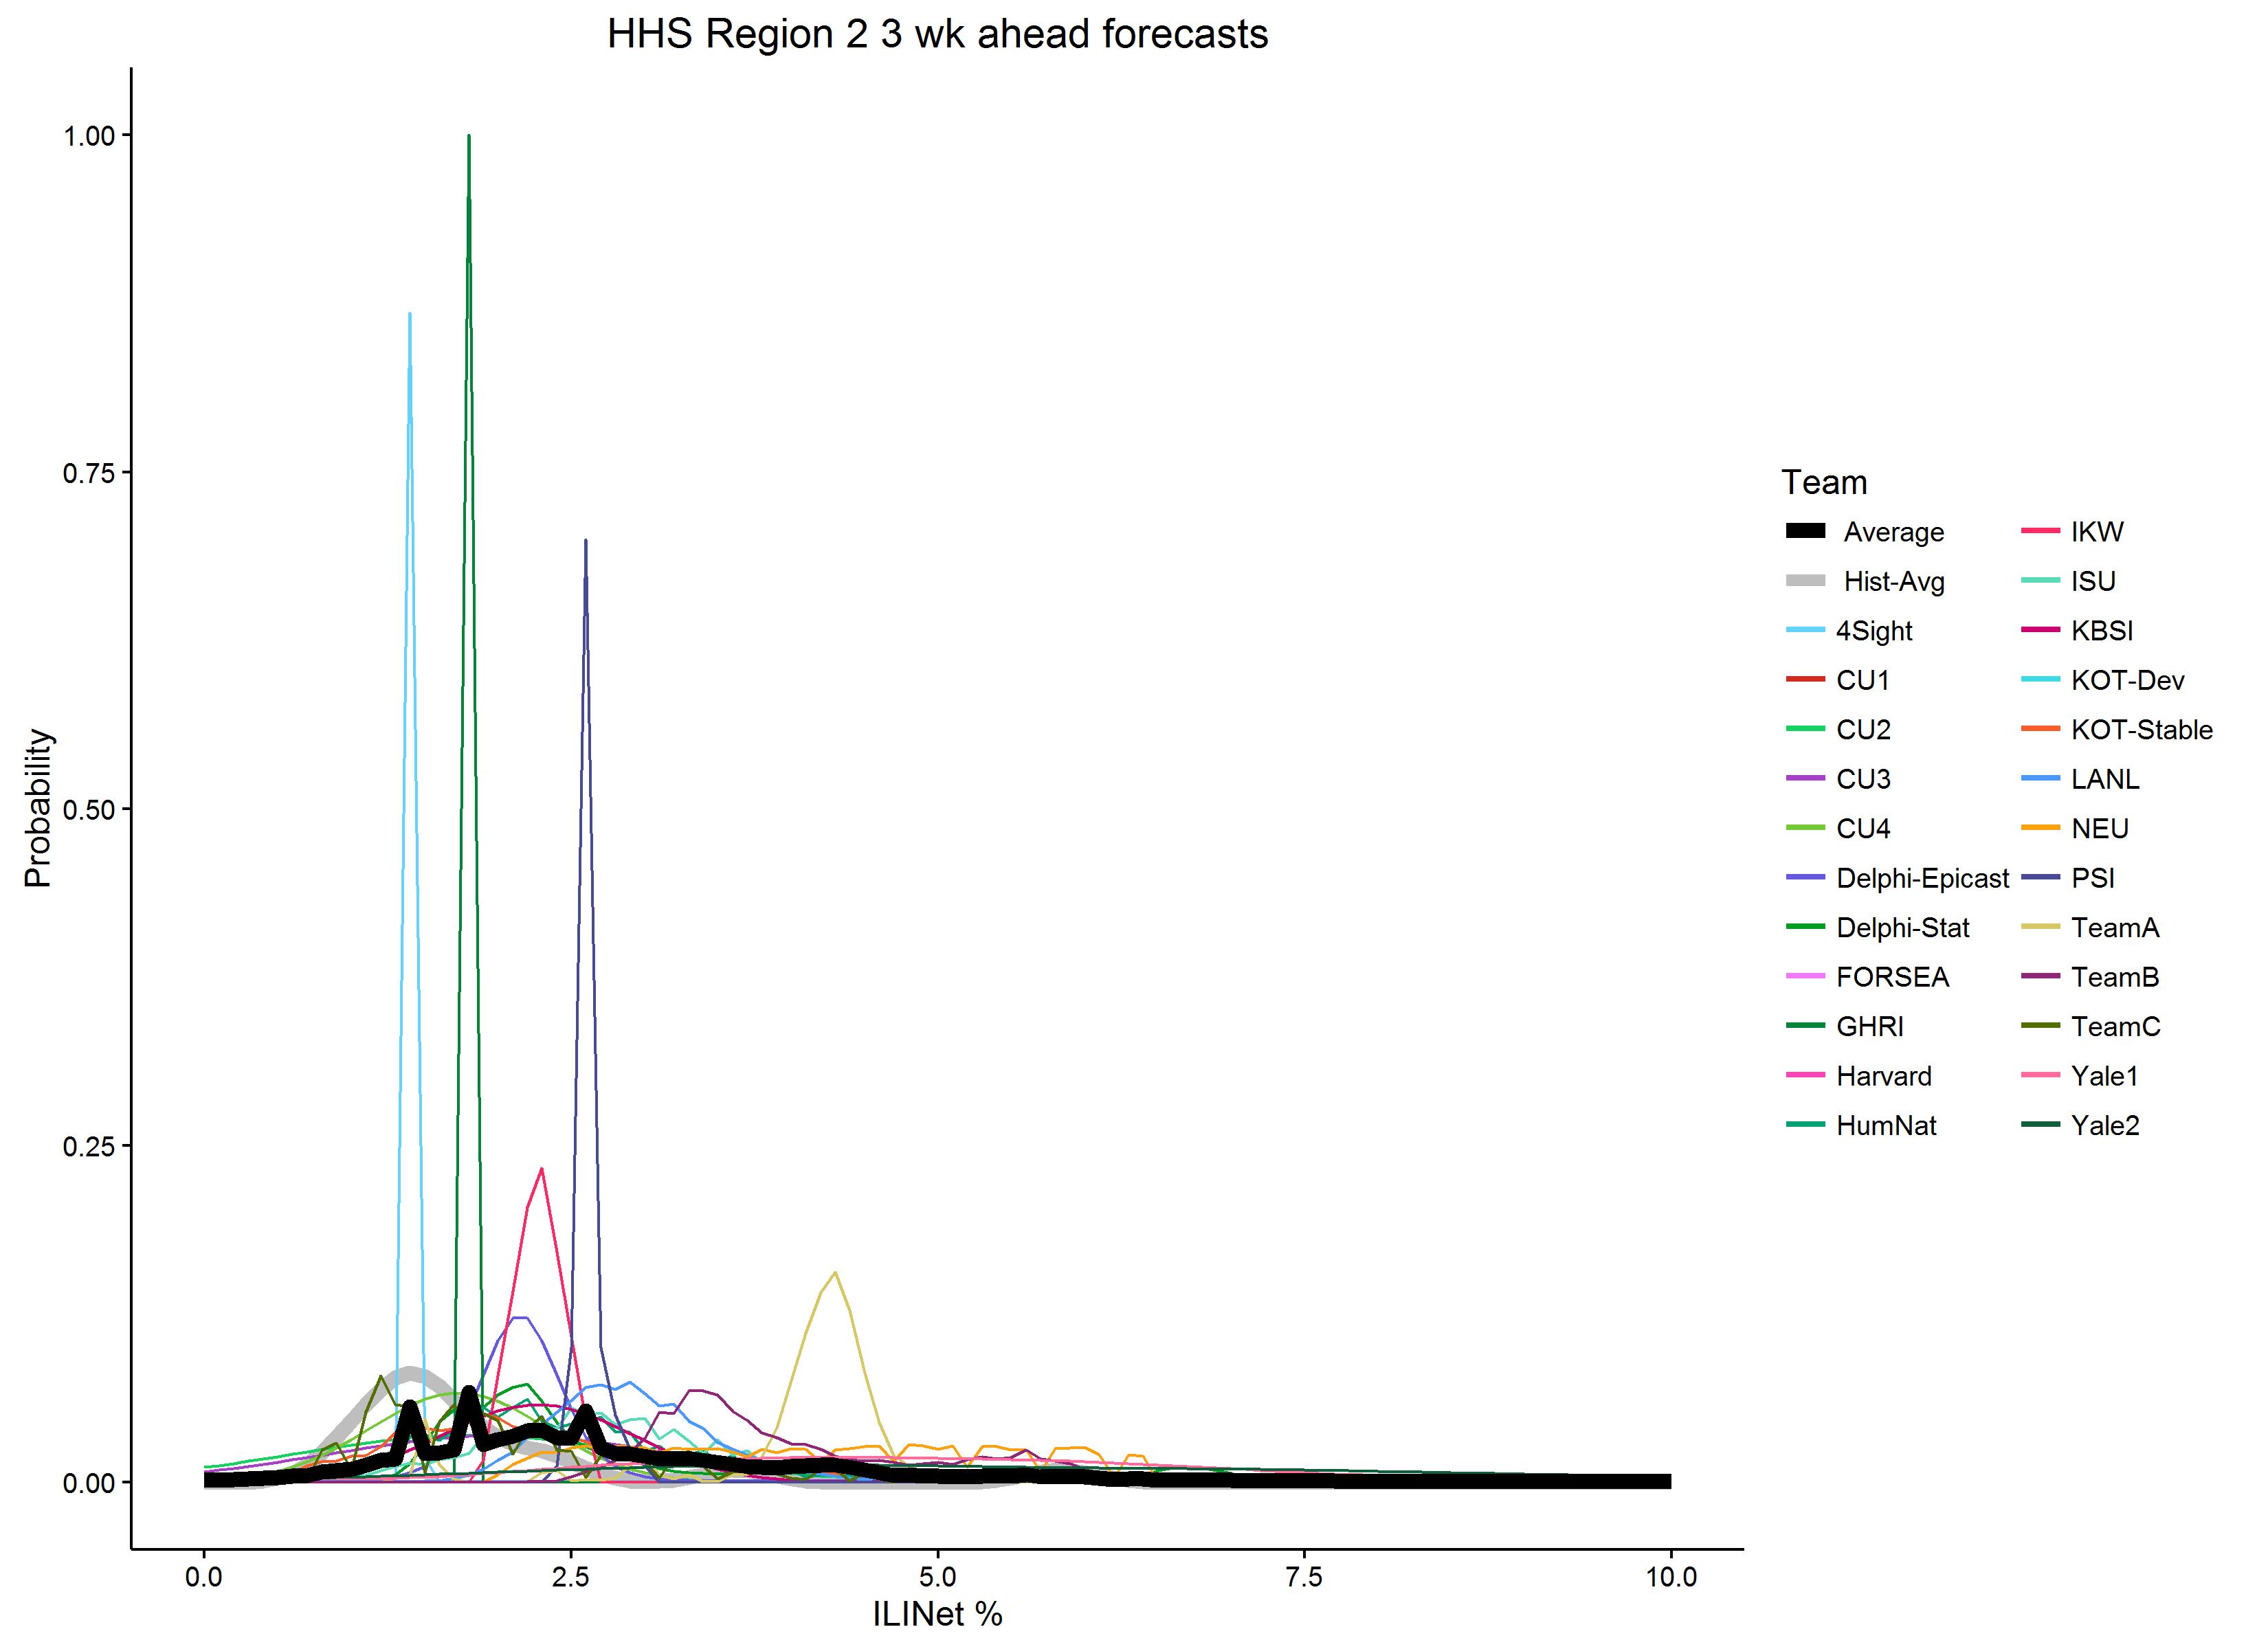 HHS Region 2 3 wk ahead forecasts
1.00
0.75
0.50
0.25
0.00
Probability
0.0 2.5 5.0 7.5 10.0
ILINet %
Team
Average
Hist-Avg
4Sight
CU1
CU2
CU3
CU4
Delphi-Epicast
Delphi-Stat
FORSEA
GHRI
Harvard
HumNat
IKW
ISU
KBSI
KOT-Dev
KOT-Stable
LANL
NEU
PSI
TeamA
TeamB
TeamC
Yale1
Yale2